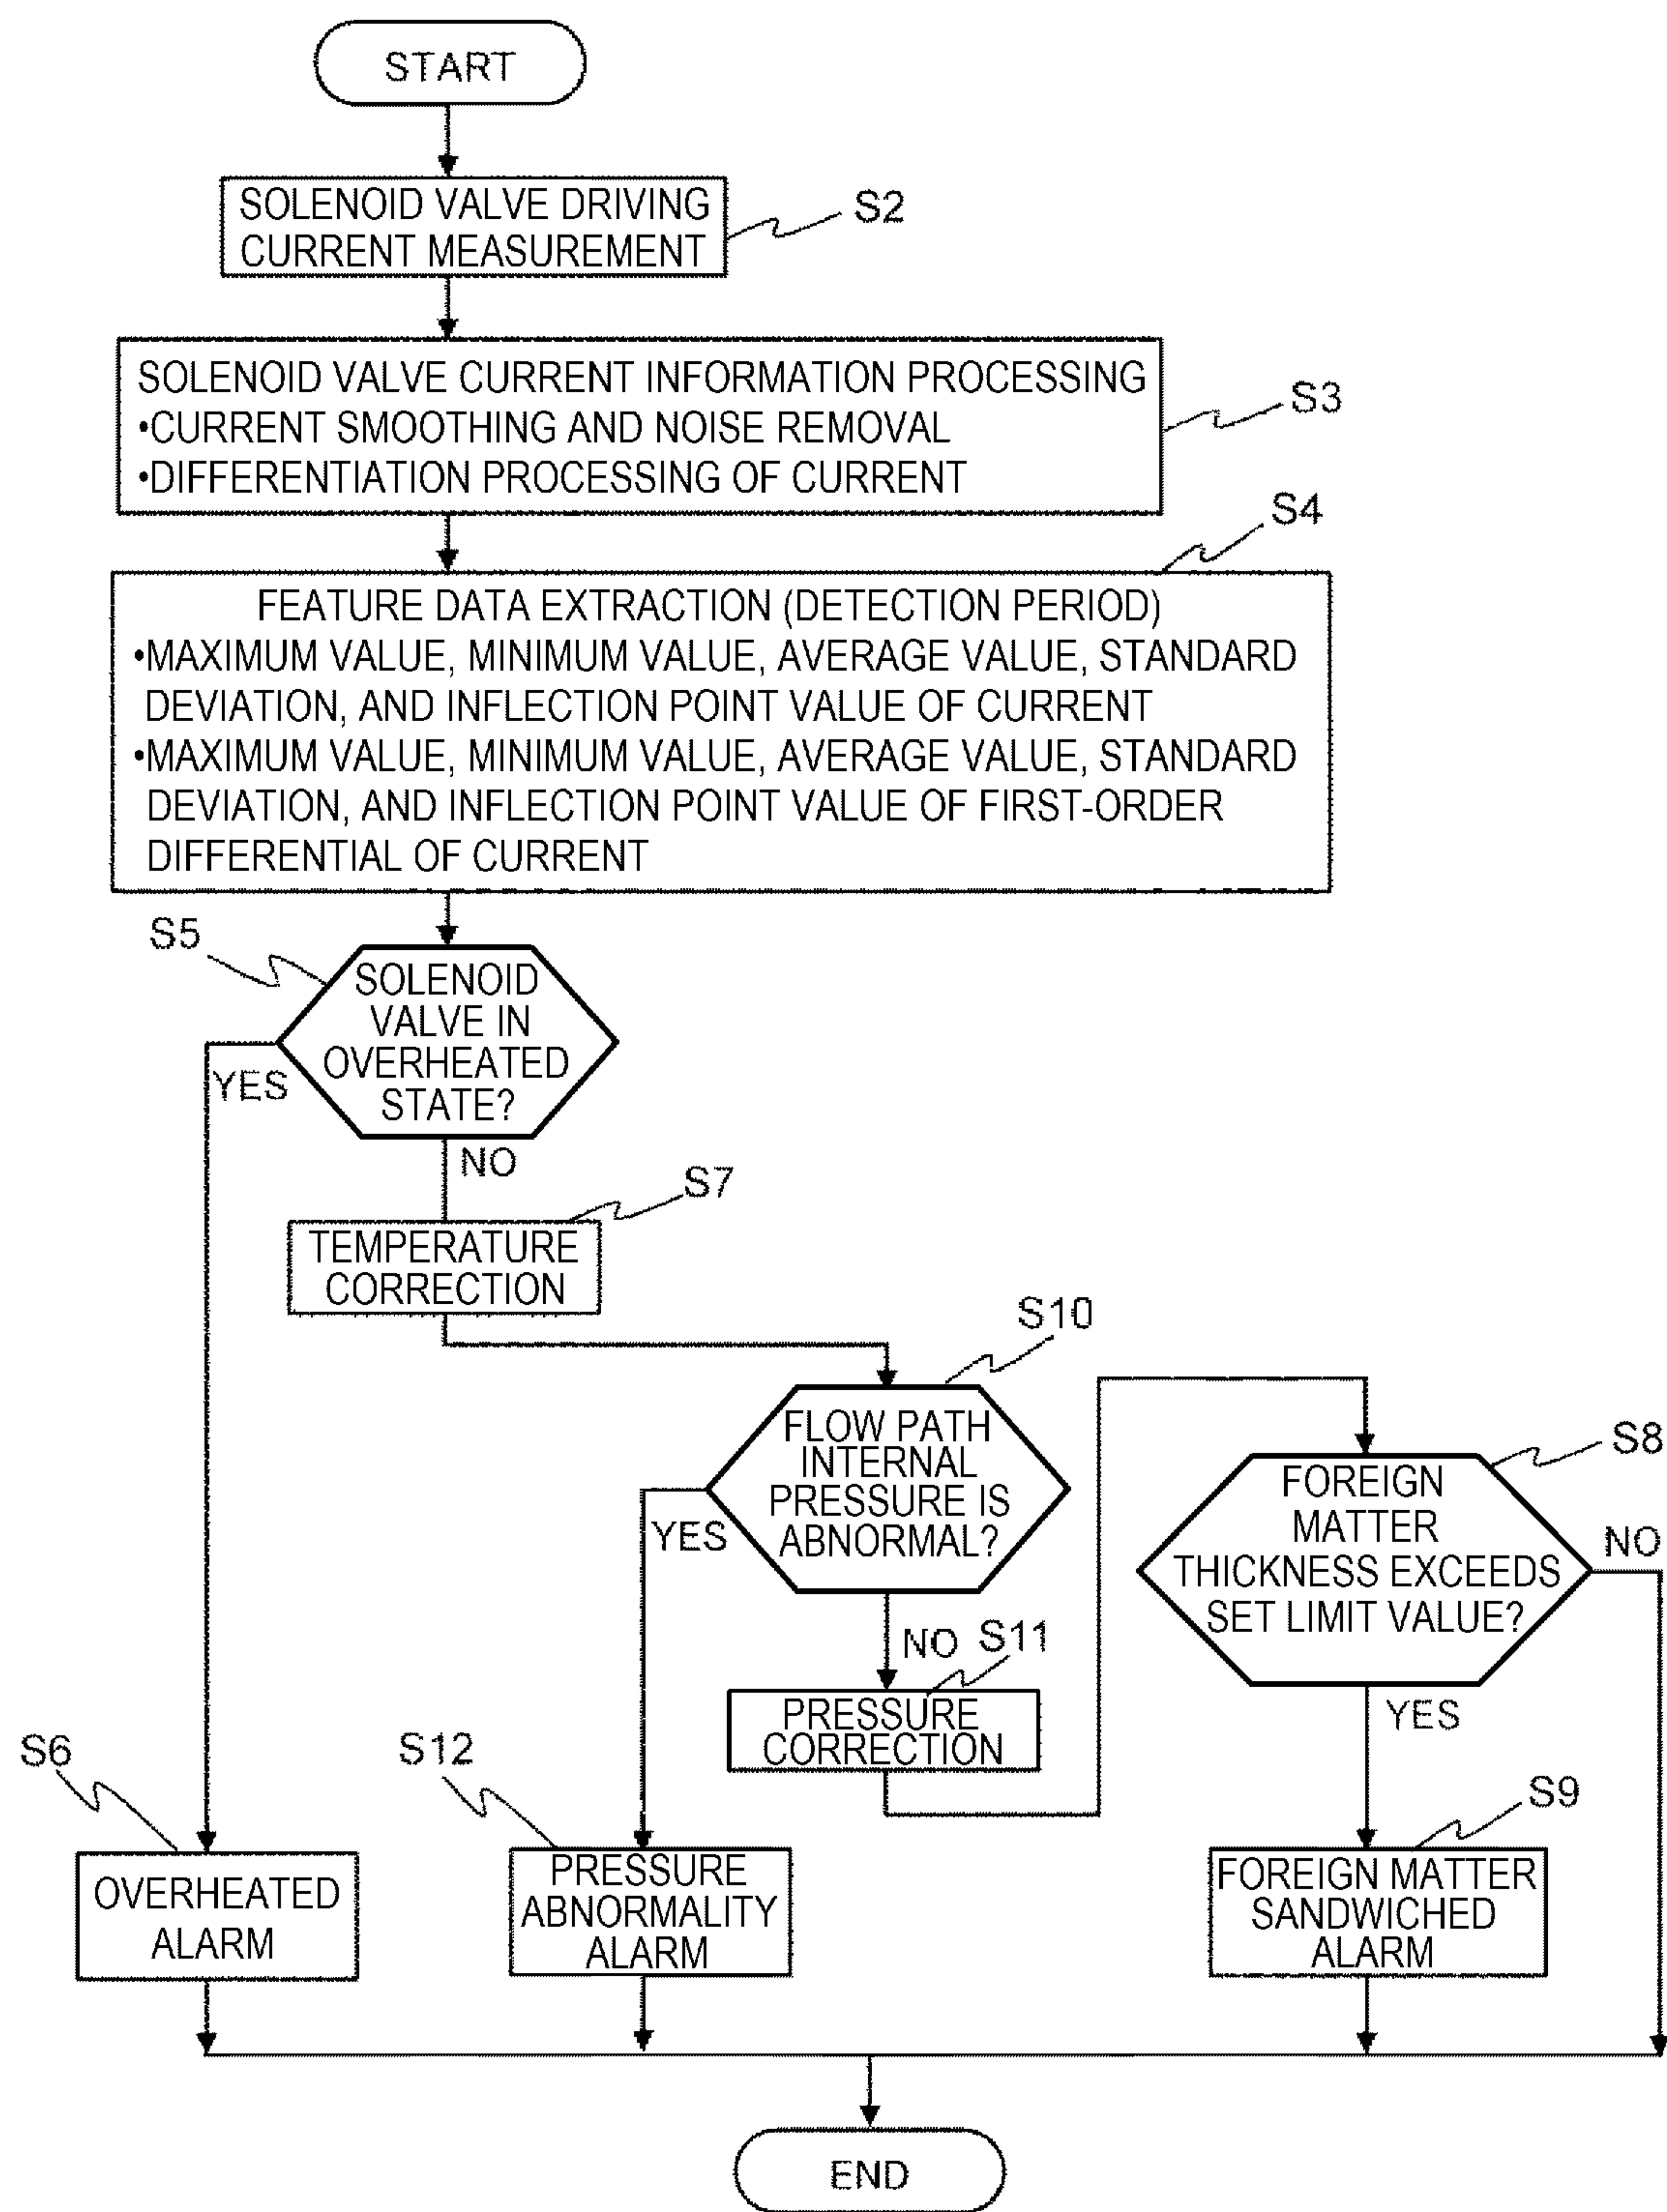 START
SOLENOID VALVE DRIVING
CURRENT MEASUREMENT
S2
SOLENOID VALVE CURRENT INFORMATION PROCESSING
•CURRENT SMOOTHING AND NOISE REMOVAL
•DIFFERENTIATION PROCESSING OF CURRENT
S3
S4
FEATURE DATA EXTRACTION (DETECTION PERIOD)
•MAXIMUM VALUE, MINIMUM VALUE, AVERAGE VALUE, STANDARD
DEVIATION, AND INFLECTION POINT VALUE OF CURRENT
•MAXIMUM VALUE, MINIMUM VALUE, AVERAGE VALUE, STANDARD
DEVIATION, AND INFLECTION POINT VALUE OF FIRST-ORDER
DIFFERENTIAL OF CURRENT
S5
SOLENOID
VALVE IN
OVERHEATED
STATE?
YES
NO
S7
TEMPERATURE
CORRECTION
S10
FLOW PATH
INTERNAL
PRESSURE IS
ABNORMAL?
YES
NO
S11
PRESSURE
CORRECTION
S8
FOREIGN
MATTER
THICKNESS EXCEEDS
SET LIMIT VALUE?
NO
YES
S6
OVERHEATED
ALARM
S12
PRESSURE
ABNORMALITY
ALARM
S9
FOREIGN MATTER
SANDWICHED
ALARM
END